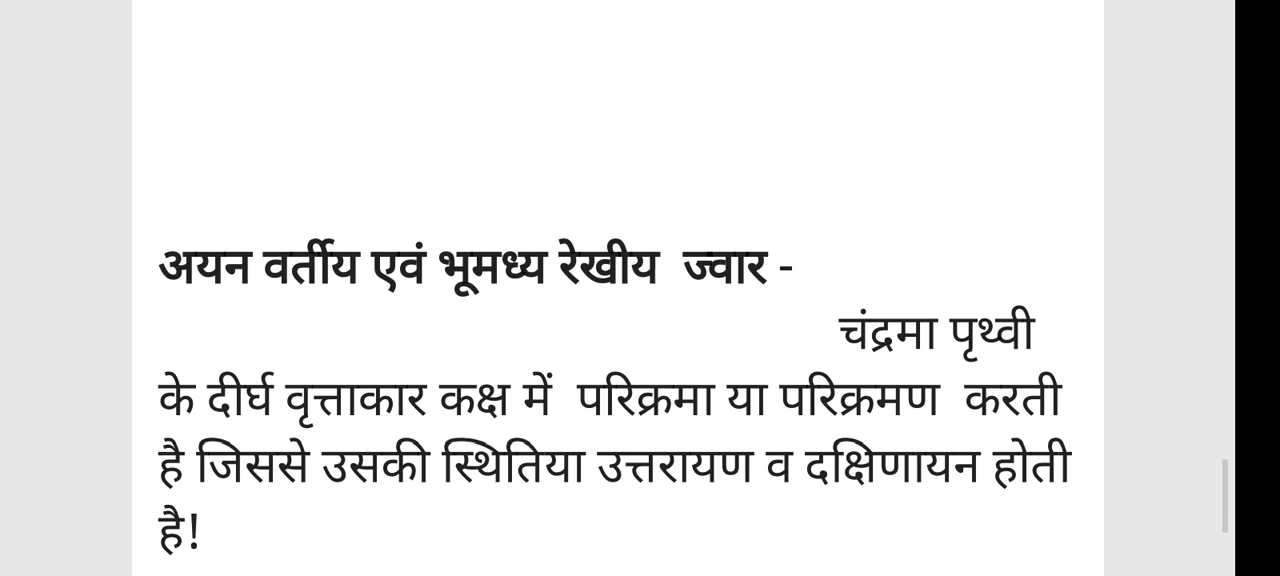 अयन वर्तीय एवं भूमध्य रेखीय  ज्वार -
चंद्रमा पृथ्वी
के दीर्घ वृत्ताकार कक्ष में  परिक्रमा या परिक्रमण  करती
है जिससे उसकी स्थितिया उत्तरायण व दक्षिणायन होती
है!